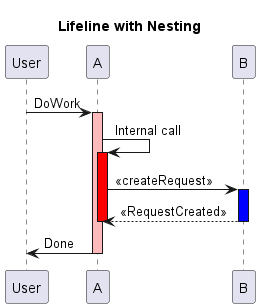 Lifeline with Nesting
User
A
B
DoWork
Internal call
«createRequest»
«RequestCreated»
Done
User
A
B